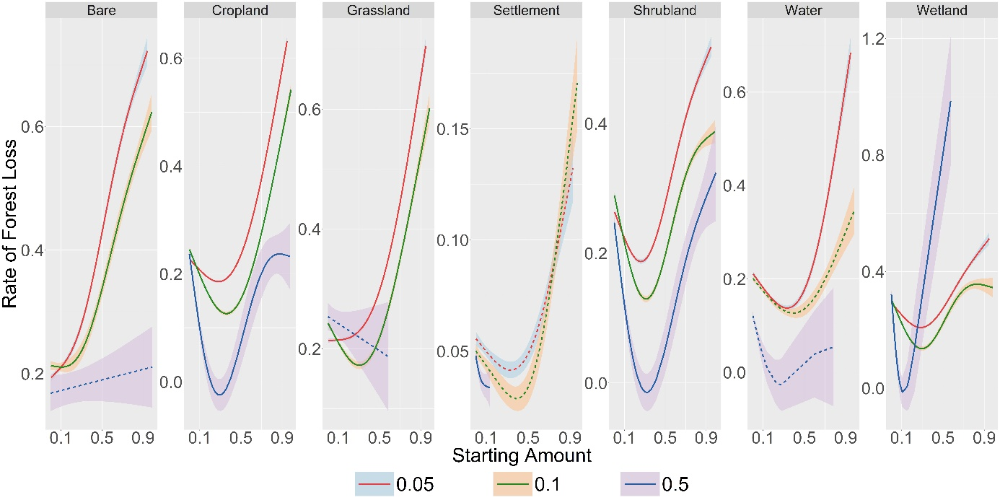 Bare Cropland Grassland Settlement Shrubland Water Wetland
Rate of Forest Loss
0.6 0.4 0.2
0.6 0.4 0.2 0.0
0.6 0.4 0.2
0.15 0.10 0.05
0.4 0.2 0.0
0.6 0.4 0.2 0.0
1.2 0.8 0.4 0.0
0.1 0.5 0.9 0.1 0.5 0.9 0.1 0.5 0.9 0.1 0.5 0.9 0.1 0.5 0.9 0.1 0.5 0.9 0.1 0.5 0.9
Starting Amount
0.05 0.1 0.5